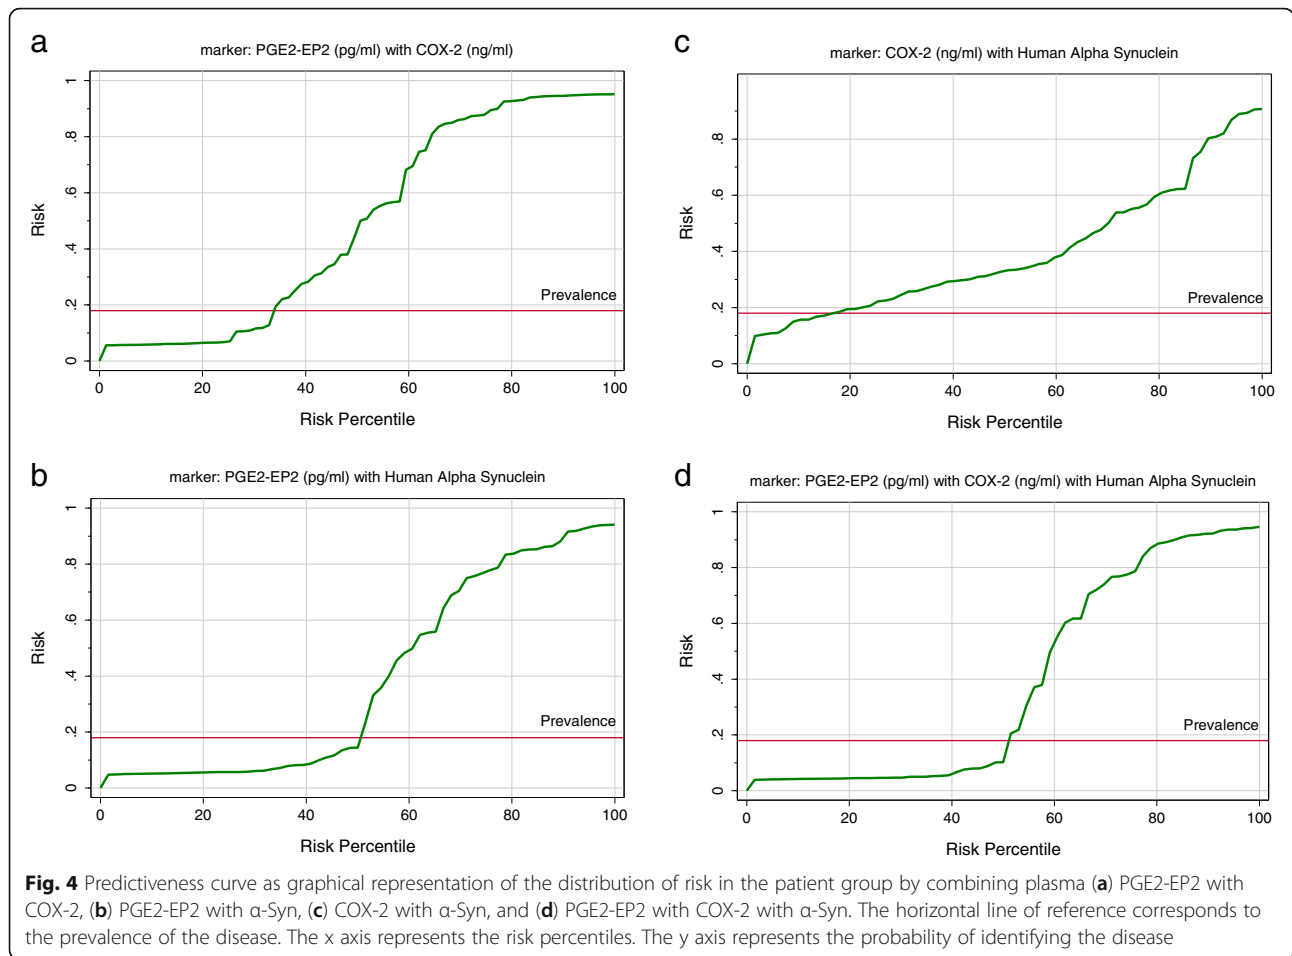 a
marker: PGE2-EP2 (pg/ml) with COX-2 (ng/ml)
1
.8
.6
.4
.2
0
Risk
Prevalence
0 20 40 60 80 100
Risk Percentile
b
marker: PGE2-EP2 (pg/ml) with Human Alpha Synuclein
1
.8
.6
.4
.2
0
Risk
Prevalence
0 20 40 60 80 100
Risk Percentile
c
marker: COX-2 (ng/ml) with Human Alpha Synuclein
.8
.6
.4
.2
0
Risk
Prevalence
0 20 40 60 80 100
Risk Percentile
d
marker: PGE2-EP2 (pg/ml) with COX-2 (ng/ml) with Human Alpha Synuclein
1
.8
.6
.4
.2
0
Risk
Prevalence
0 20 40 60 80 100
Risk Percentile
Fig. 4 Predictiveness curve as graphical representation of the distribution of risk in the patient group by combining plasma (a) PGE2-EP2 with
COX-2, (b) PGE2-EP2 with α-Syn, (c) COX-2 with α-Syn, and (d) PGE2-EP2 with COX-2 with α-Syn. The horizontal line of reference corresponds to
the prevalence of the disease. The x axis represents the risk percentiles. The y axis represents the probability of identifying the disease